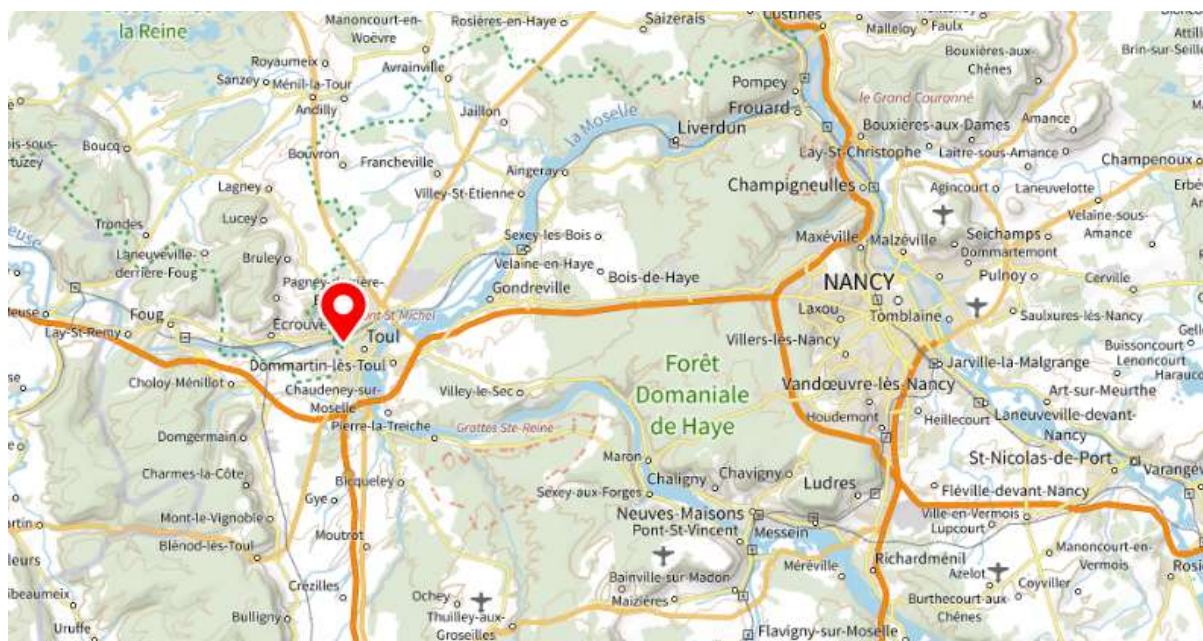 la Reine
Manoncourt-en-
Woëvre
Rosières-en-Haye
Saizerais
Custines
Malleloy
Faulx
Bouxières-aux-
Chênes
Brin-sur-Seille
Royaumeix
Sanzey
Ménil-la-Tour
Andilly
Avrainville
Jaillon
la Moselle
Pompey
Frouard
Liverdun
le Grand Couronné
Bouxières-aux-Dames
Amance
Boucq
Bouvron
Francheville
Aingeray
Lay-St-Christophe
Laitre-sous-Amance
Champenoux
Lagney
Villey-St-Etienne
Champigneulles
Agincourt
Laneuvelotte
Trondes
Lucey
Velaine-sous-
Amance
Laneuveville-
derrière-Foug
Bruley
Sexey-les-Bois
Velaine-en-Haye
Bois-de-Haye
Maxéville
Malzéville
Seichamps
Dommartemont
Pulnoy
Cerville
Gondreville
NANCY
Laxou
Tomblaine
Saulxures-lès-Nancy
Lay-St-Remy
Foug
Toul
Villers-lès-Nancy
Buissoncourt
Lenoncourt
Haraucourt
Dommartin-lès-Toul
Forêt
Domaniale
de Haye
Jarville-la-Malgrange
Choloy-Ménillot
Chaudeney-sur-
Moselle
Villey-le-Sec
Vandœuvre-lès-Nancy
Art-sur-Meurthe
Houdemont
Heillecourt
Laneuveville-devant-
Nancy
Domgermain
Pierre-la-Treiche
Grottes Ste-Reine
Maron
Chaligny
Chavigny
St-Nicolas-de-Port
Charmes-la-Côte
Bicqueley
Sexey-aux-Forges
Ludres
Fléville-devant-Nancy
Gye
Neuves-Maisons
Pont-St-Vincent
Messein
Ville-en-Vermois
Lupcourt
Mont-le-Vignoble
Blénod-lès-Toul
Moutrot
Richardménil
Manoncourt-en-
Vermois
Crézilles
Ochey
Bainville-sur-Madon
Maizières
Méréville
Azelot
Coyviller
Burthecourt-aux-
Chênes
Bulligny
Thuilley-aux-
Groseilles
Flavigny-sur-Moselle
Uruffe